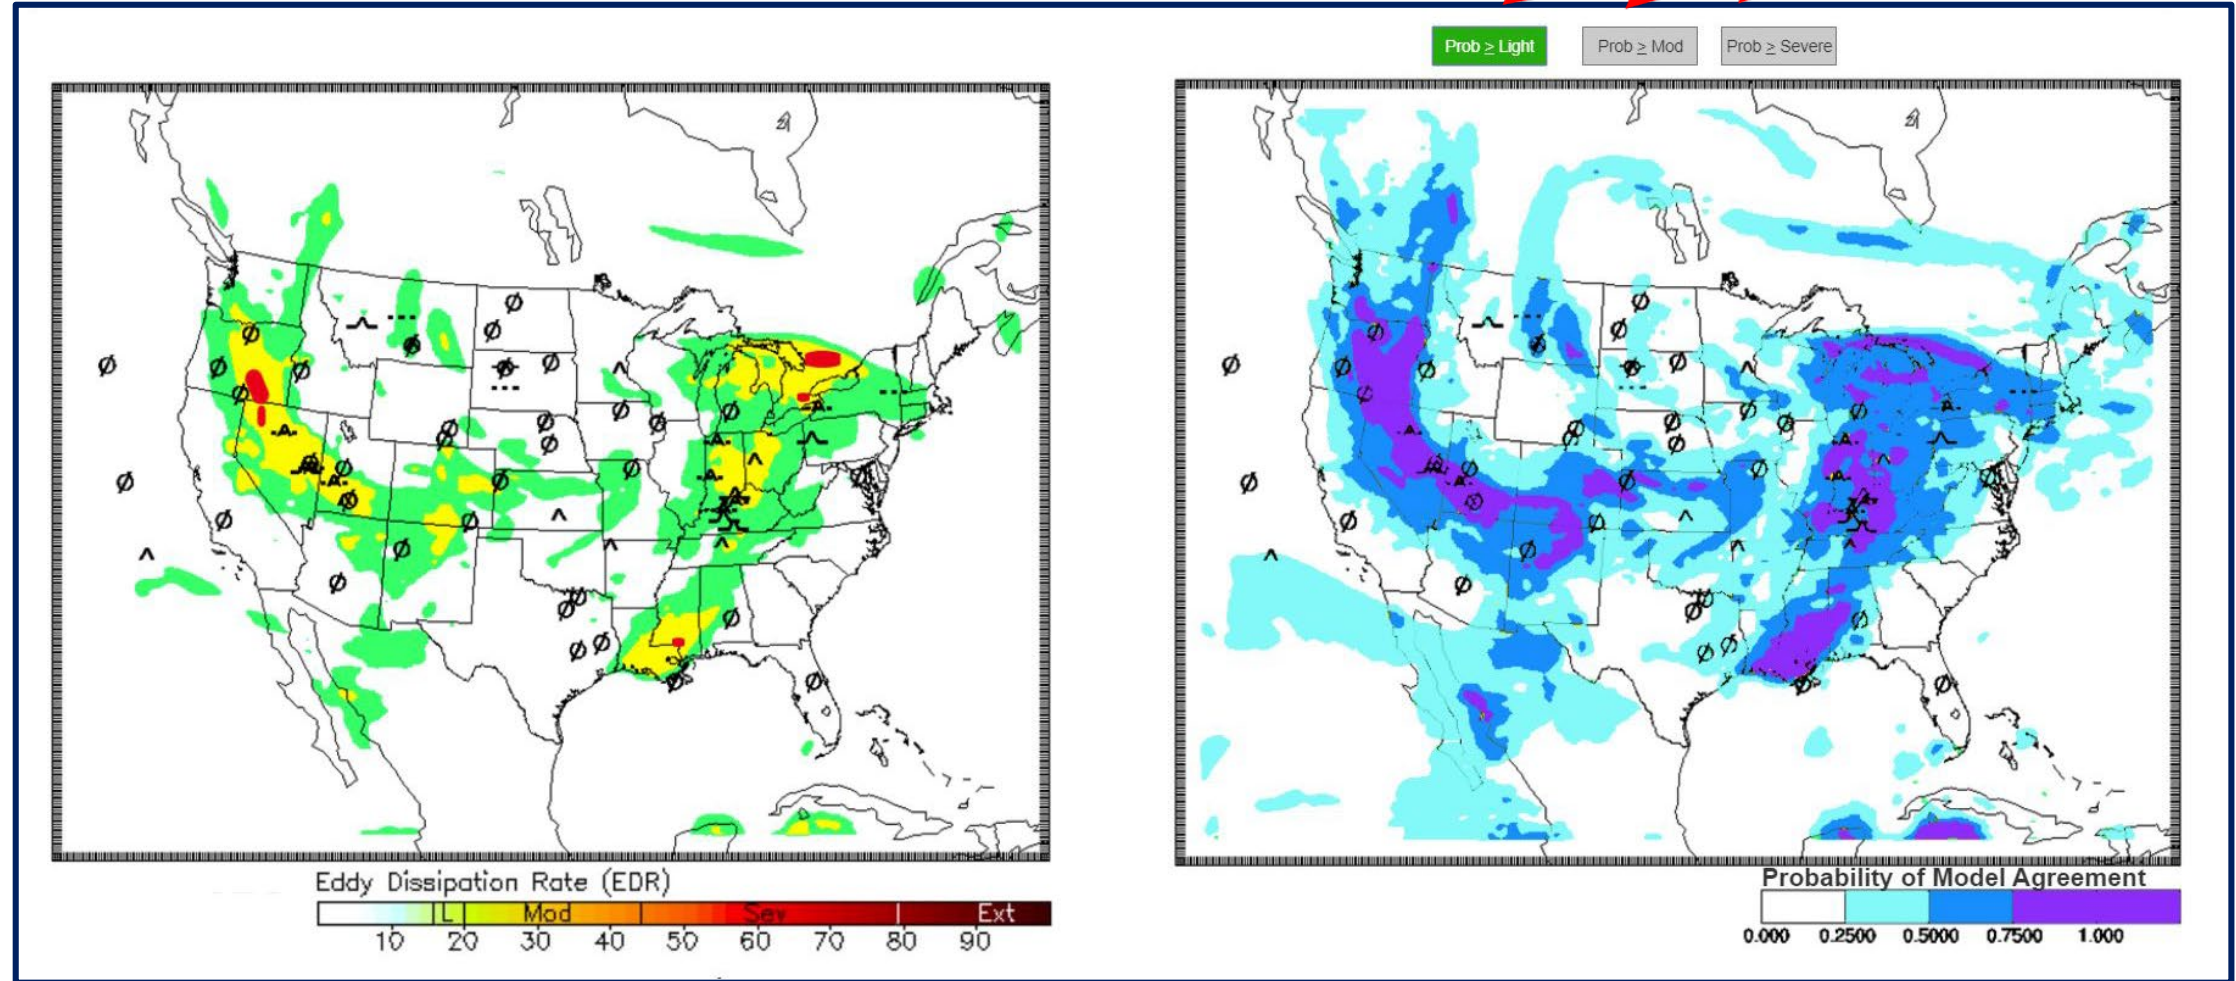 Prob ≥ Light Prob ≥ Mod Prob ≥ Severe
Eddy Dissipation Rate (EDR)
L Mod Sev Ext
10 20 30 40 50 60 70 80 90
Probability of Model Agreement
0.000 0.2500 0.5000 0.7500 1.000